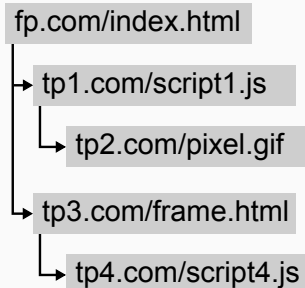 fp.com/index.html
tp1.com/script1.js
tp2.com/pixel.gif
tp3.com/frame.html
tp4.com/script4.js